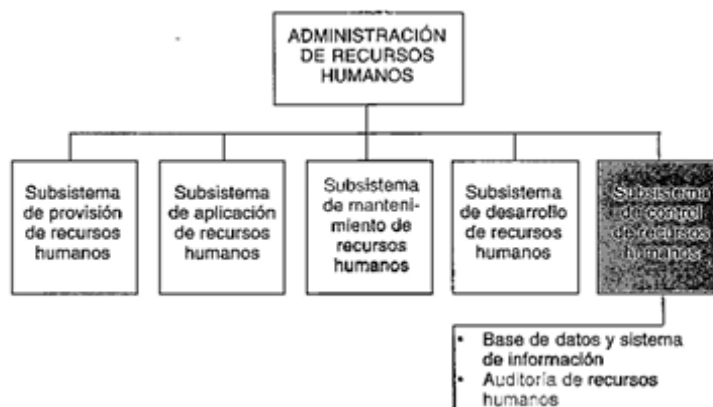 ADMINISTRACIÓN
DE RECURSOS
HUMANOS
Subsistema
de provisión
de recursos
humanos
Subsistema
de aplicación
de recursos
humanos
Subsistema
de manteni-
miento de
recursos
humanos
Subsistema
de desarrollo
de recursos
humanos
Subsistema
de control
de recursos
humanos
• Base de datos y sistema
de información
• Auditoría de recursos
humanos